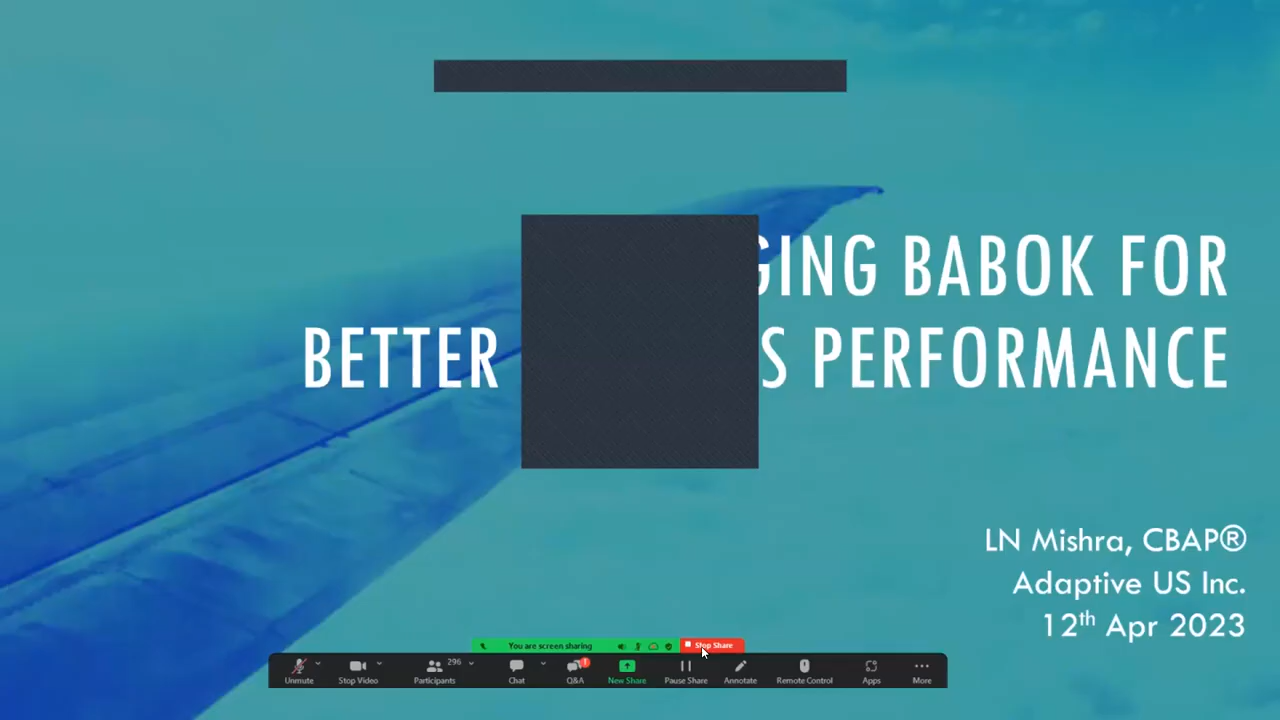 GING BABOK FOR
BETTER S PERFORMANCE
LN Mishra, CBAP®
Adaptive US Inc.
12th Apr 2023
You are screen sharing Stop Share
296
Unmute Stop Video Participants Chat Q&A New Share Pause Share Annotate Remote Control Apps More